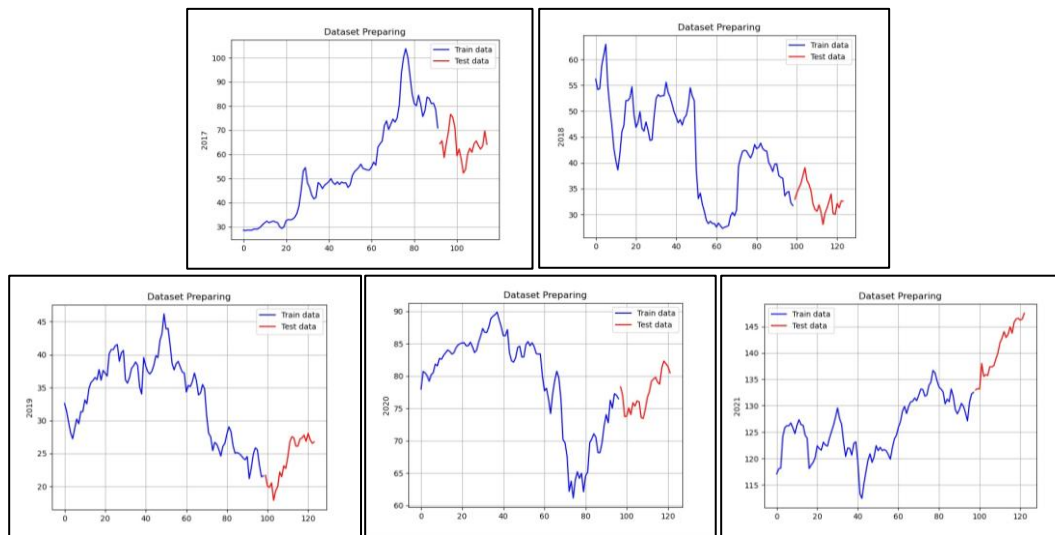 Dataset Preparing
Train data
Test data
100
90
80
70
60
50
40
30
2017
0 20 40 60 80 100
Dataset Preparing
Train data
Test data
60
55
50
45
40
35
30
2018
0 20 40 60 80 100 120
Dataset Preparing
Train data
Test data
45
40
35
30
25
20
2019
0 20 40 60 80 100 120
Dataset Preparing
Train data
Test data
90
85
80
75
70
65
60
2020
0 20 40 60 80 100 120
Dataset Preparing
Train data
Test data
145
140
135
130
125
120
115
2021
0 20 40 60 80 100 120